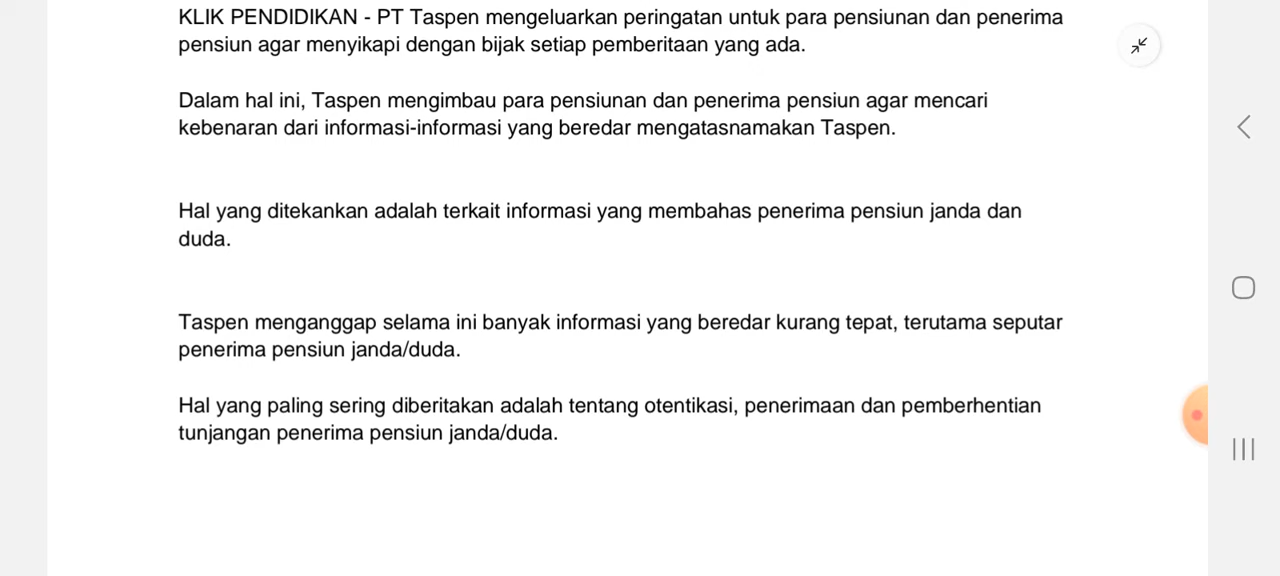 KLIK PENDIDIKAN - PT Taspen mengeluarkan peringatan untuk para pensiunan dan penerima
pensiun agar menyikapi dengan bijak setiap pemberitaan yang ada.
Dalam hal ini, Taspen mengimbau para pensiunan dan penerima pensiun agar mencari
kebenaran dari informasi-informasi yang beredar mengatasnamakan Taspen.
Hal yang ditekankan adalah terkait informasi yang membahas penerima pensiun janda dan
duda.
Taspen menganggap selama ini banyak informasi yang beredar kurang tepat, terutama seputar
penerima pensiun janda/duda.
Hal yang paling sering diberitakan adalah tentang otentikasi, penerimaan dan pemberhentian
tunjangan penerima pensiun janda/duda.